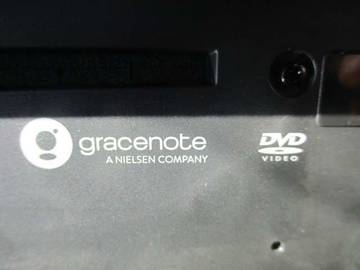 gracenote
A NIELSEN COMPANY
DVD
VIDEO